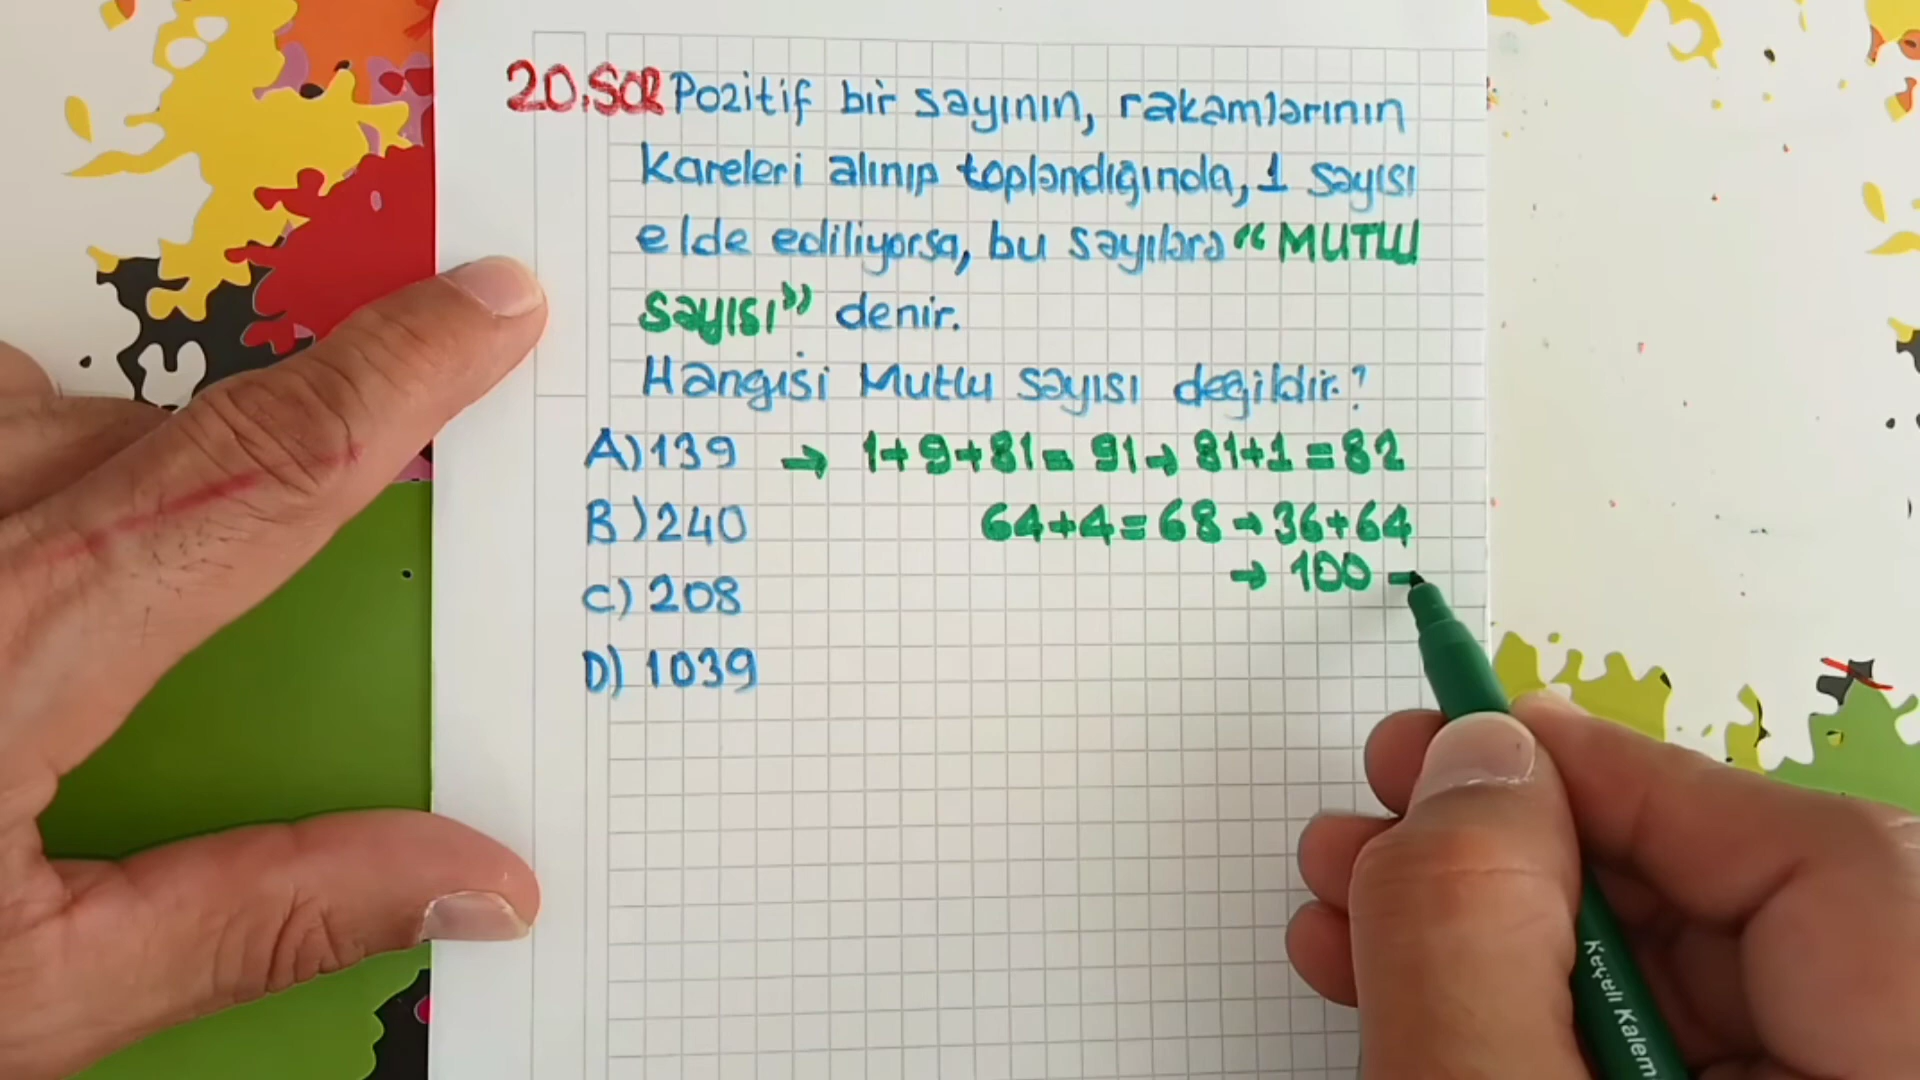 20.SOR Pozitif bir sayının, rakamlarının
kareleri alınıp toplandığında, 1 sayısı
elde ediliyorsa, bu sayılara “MUTLU
sayısı” denir.
Hangisi Mutlu sayısı değildir.?
A) 139 → 1+9+81= 91→ 81+1=82
B) 240 64+4=68→36+64
→ 100 -
C) 208
D) 1039
Keçeli Kalem